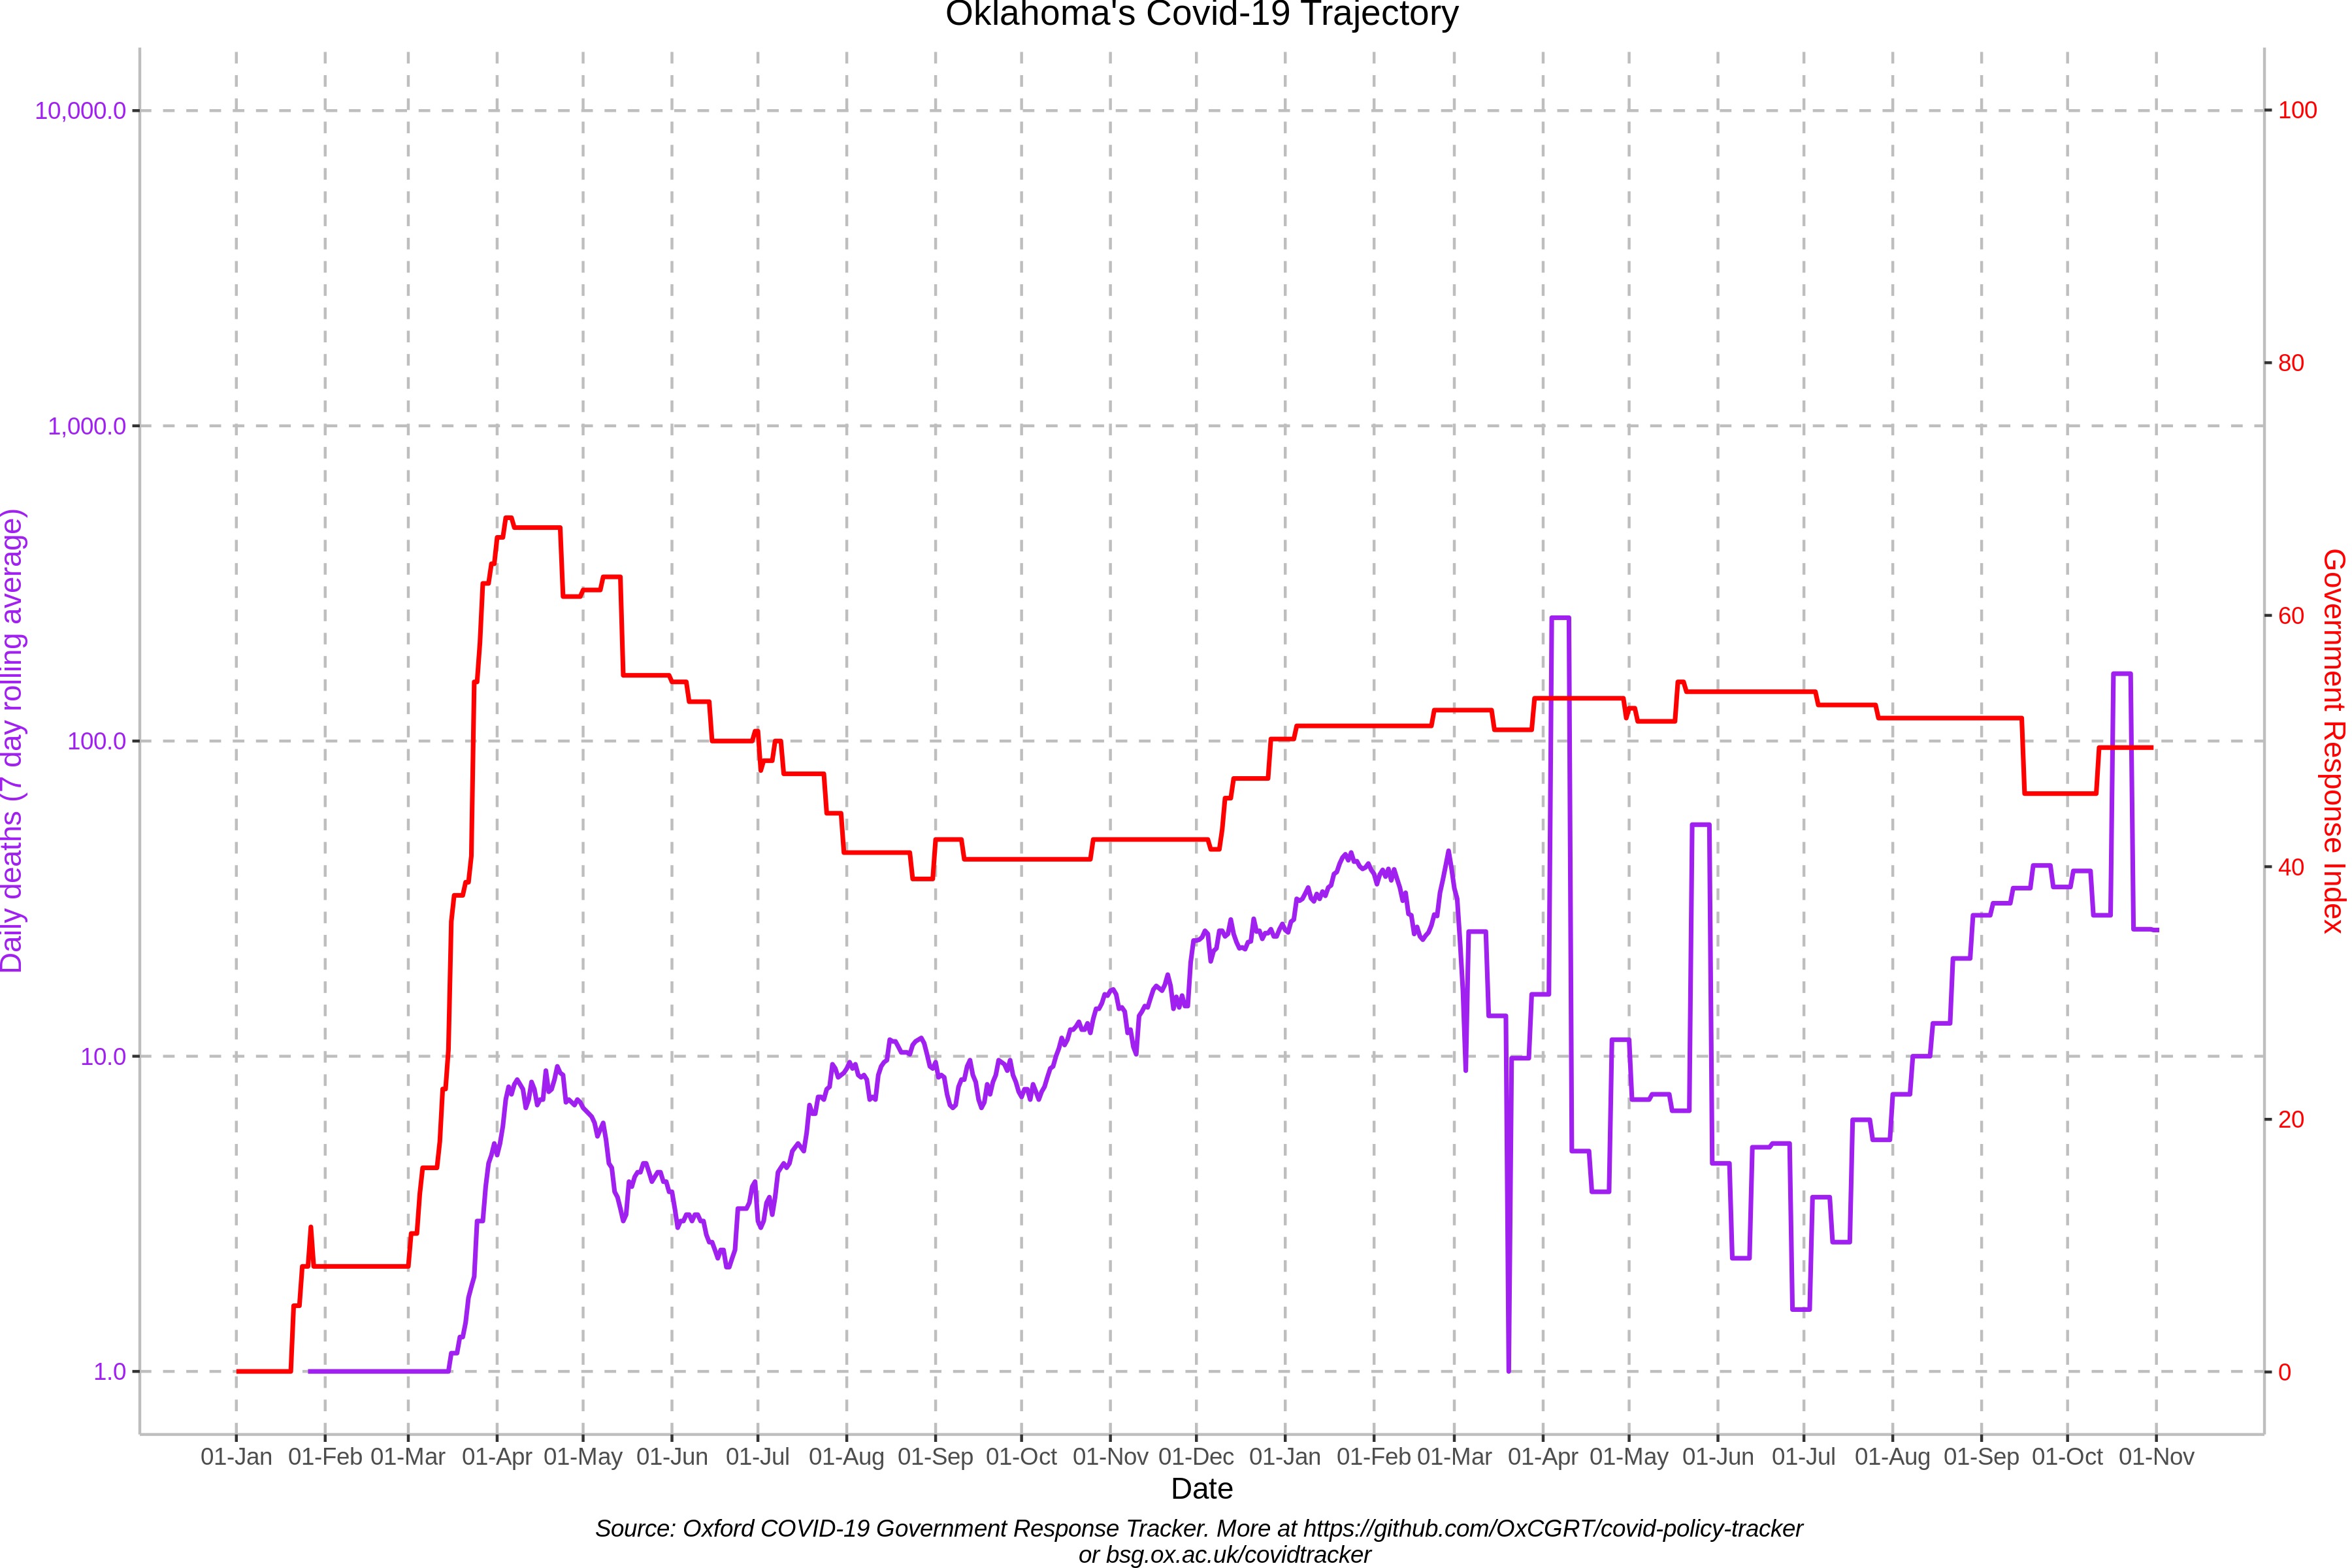 Oklahoma's Covid-19 Trajectory
10,000.0
1,000.0
100.0
10.0
1.0
Daily deaths (7 day rolling average)
100
80
60
40
20
0
Government Response Index
01-Jan 01-Feb 01-Mar 01-Apr 01-May 01-Jun 01-Jul 01-Aug 01-Sep 01-Oct 01-Nov 01-Dec 01-Jan 01-Feb 01-Mar 01-Apr 01-May 01-Jun 01-Jul 01-Aug 01-Sep 01-Oct 01-Nov
Date
Source: Oxford COVID-19 Government Response Tracker. More at https://github.com/OxCGRT/covid-policy-tracker
or bsg.ox.ac.uk/covidtracker